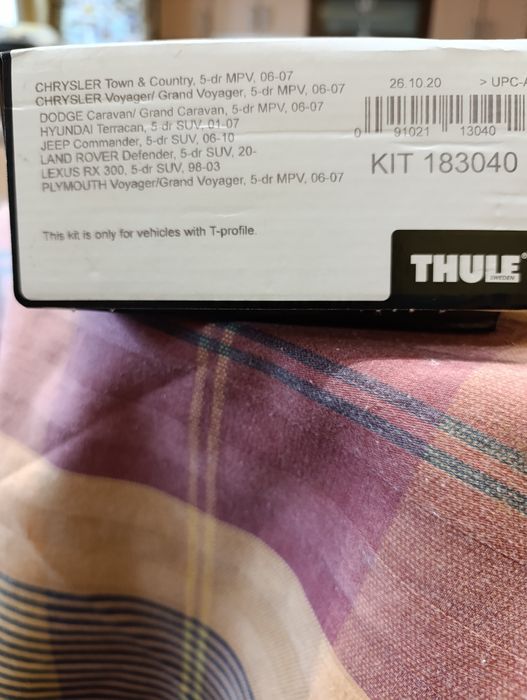 CHRYSLER Town & Country, 5-dr MPV, 06-07
CHRYSLER Voyager/ Grand Voyager, 5-dr MPV, 06-07
DODGE Caravan/ Grand Caravan, 5-dr MPV, 06-07
HYUNDAI Terracan, 5-dr SUV, 01-07
JEEP Commander, 5-dr SUV, 06-10
LAND ROVER Defender, 5-dr SUV, 20-
LEXUS RX 300, 5-dr SUV, 98-03
PLYMOUTH Voyager/Grand Voyager, 5-dr MPV, 06-07
This kit is only for vehicles with T-profile.
26.10.20 > UPC-A
0 91021 13040
KIT 183040
THULE®
SWEDEN